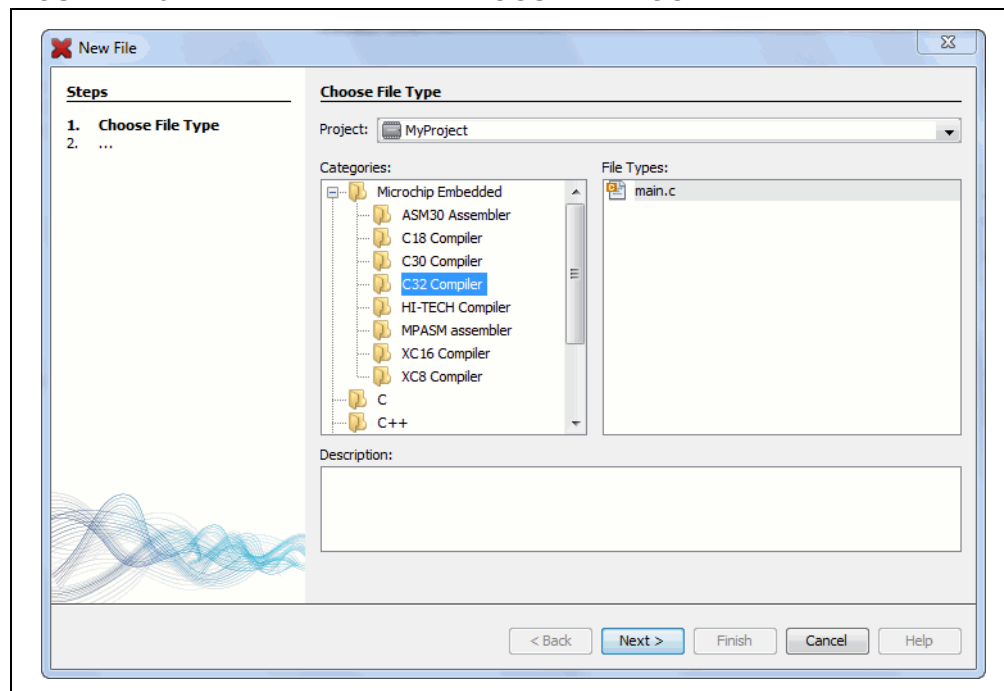 New File
Steps
1. Choose File Type
2. ...
Choose File Type
Project: MyProject
Categories:
Microchip Embedded
ASM30 Assembler
C18 Compiler
C30 Compiler
C32 Compiler
HI-TECH Compiler
MPASM assembler
XC16 Compiler
XC8 Compiler
C
C++
File Types:
main.c
Description:
< Back Next > Finish Cancel Help